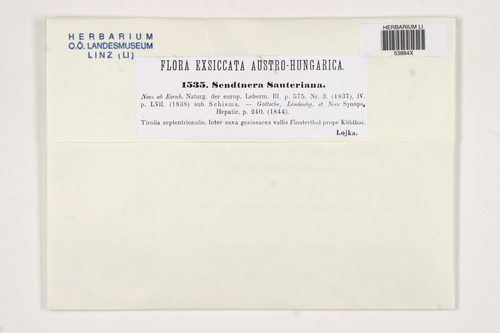 HERBARIUM
O.Ö. LANDESMUSEUM
LINZ (LI)
HERBARIUM LI
53884X
FLORA EXSICCATA AUSTRO-HUNGARICA.
1535. Sendtnera Sauteriana.
Nees ab Esenb. Naturg. der europ. Leberm. III. p. 575. Nr. 3. (1837), IV.
p. LVII. (1838) sub Schisma. — Gottsche, Lindenbg. et Nees Synops.
Hepatic. p. 240. (1844).
Tirolia septentrionalis. Inter saxa gneissacea vallis Finsterthal prope Kühthai.
Lojka.